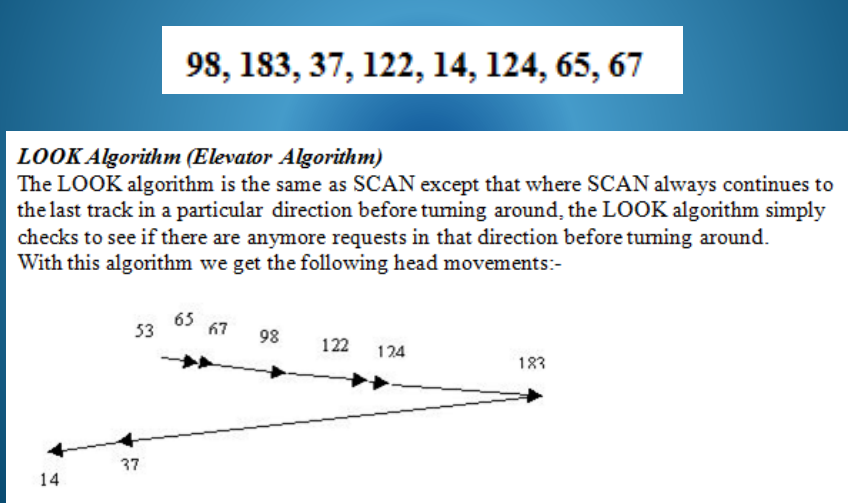 98, 183, 37, 122, 14, 124, 65, 67
LOOK Algorithm (Elevator Algorithm)
The LOOK algorithm is the same as SCAN except that where SCAN always continues to
the last track in a particular direction before turning around, the LOOK algorithm simply
checks to see if there are anymore requests in that direction before turning around.
With this algorithm we get the following head movements:-
53 65 67 98 122 124 183
37
14